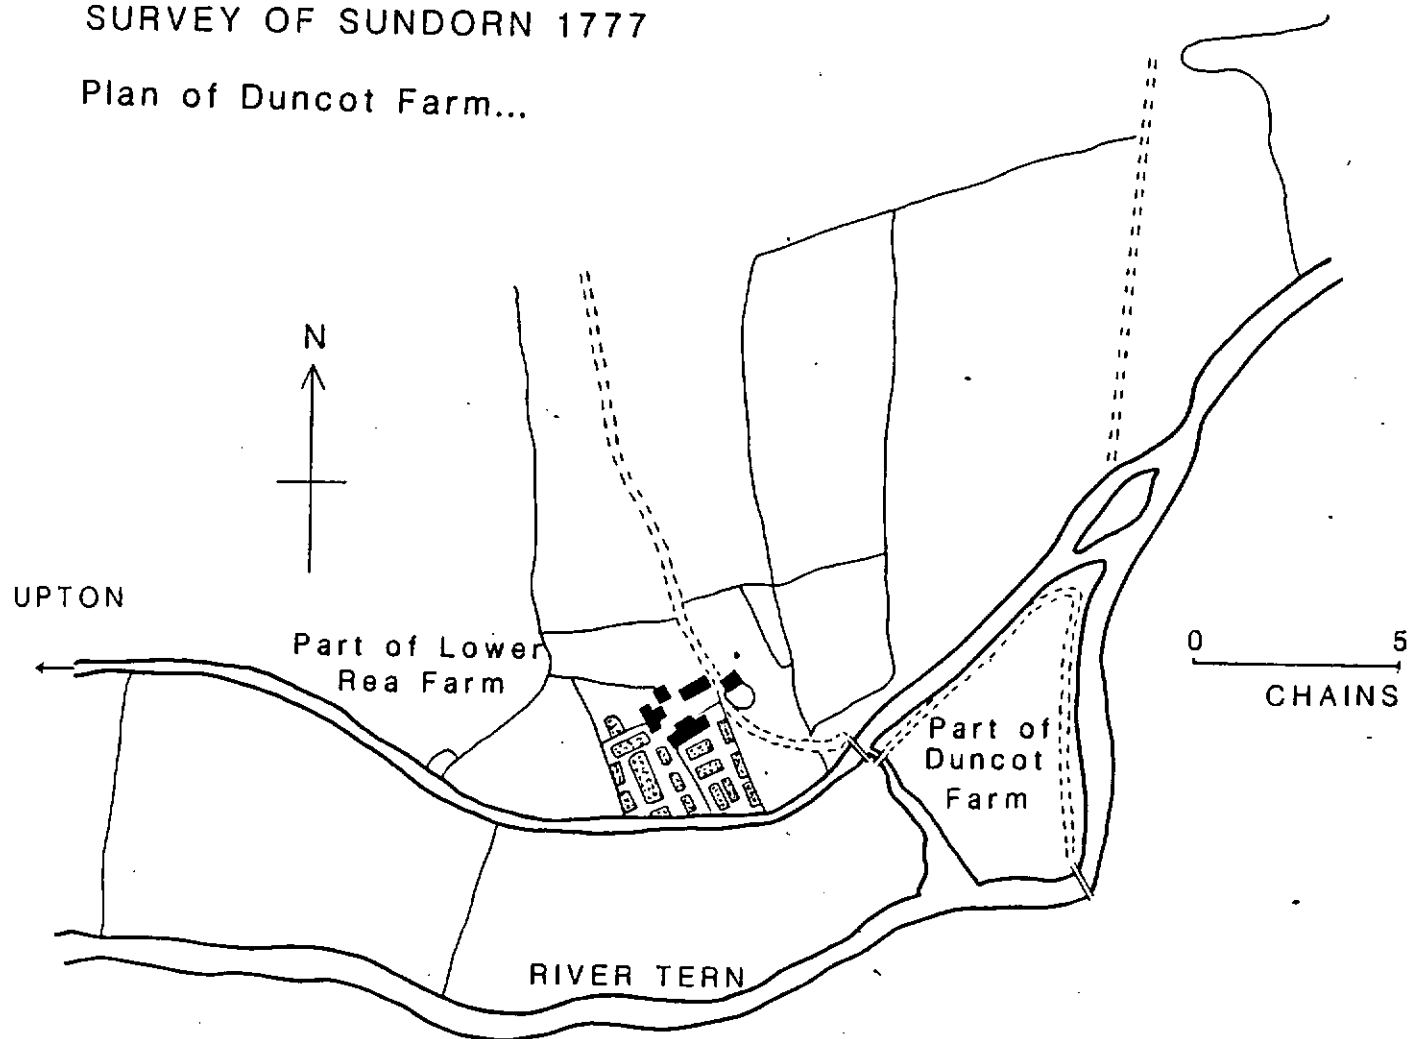 SURVEY OF SUNDORN 1777
Plan of Duncot Farm...
N
UPTON
Part of Lower
Rea Farm
0 5
CHAINS
Part of
Duncot
Farm
RIVER TERN